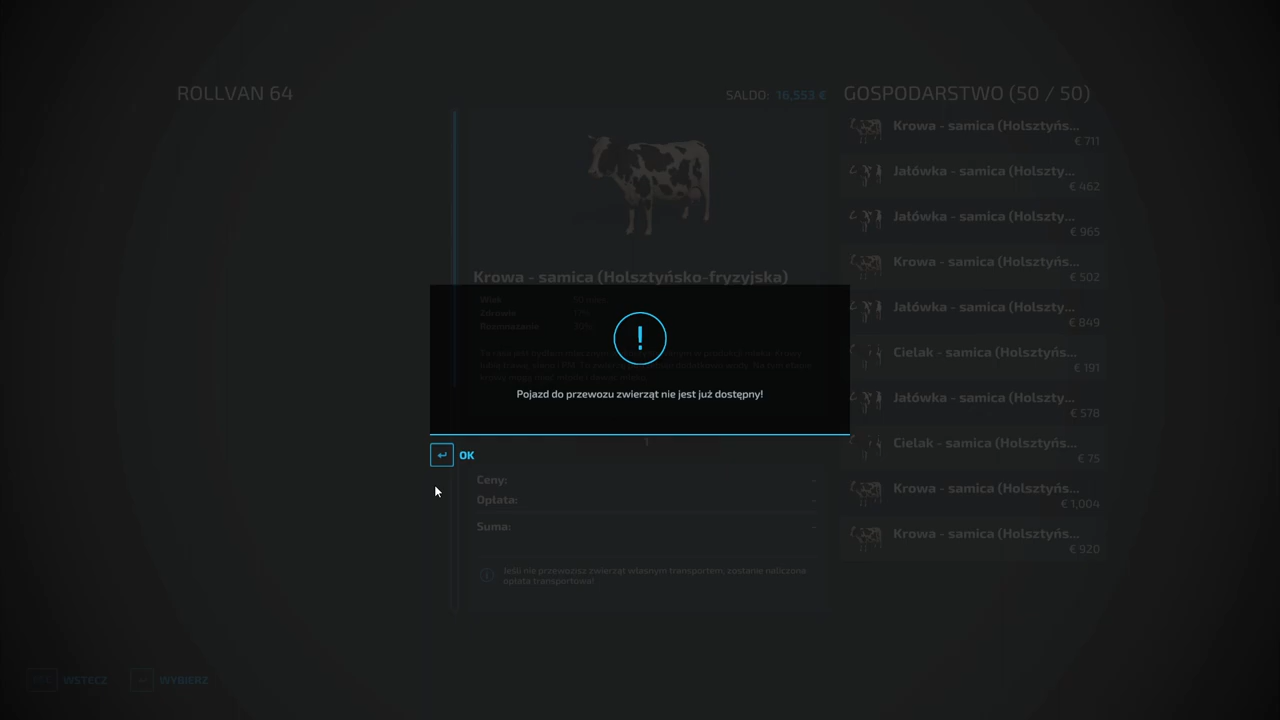 ROLLVAN 64
SALDO: 16,553 €
GOSPODARSTWO (50 / 50)
Krowa - samica (Holsztyńsko-fryzyjska)
Wiek
Zdrowie
Rozmnażanie
Pojazd do przewozu zwierząt nie jest już dostępny!
OK
Ceny: -
Opłata: -
Suma: -
Jeśli nie przewozisz zwierząt własnym transportem, zostanie naliczona
opłata transportowa!
Krowa - samica (Holsztyńs...
€ 711
Jałówka - samica (Holszty...
€ 462
Jałówka - samica (Holszty...
€ 965
Krowa - samica (Holsztyńs...
€ 502
Jałówka - samica (Holszty...
€ 849
Cielak - samica (Holsztyńs...
€ 191
Jałówka - samica (Holszty...
€ 578
Cielak - samica (Holsztyńs...
€ 75
Krowa - samica (Holsztyńs...
€ 1,004
Krowa - samica (Holsztyńs...
€ 920
WSTECZ
WYBIERZ